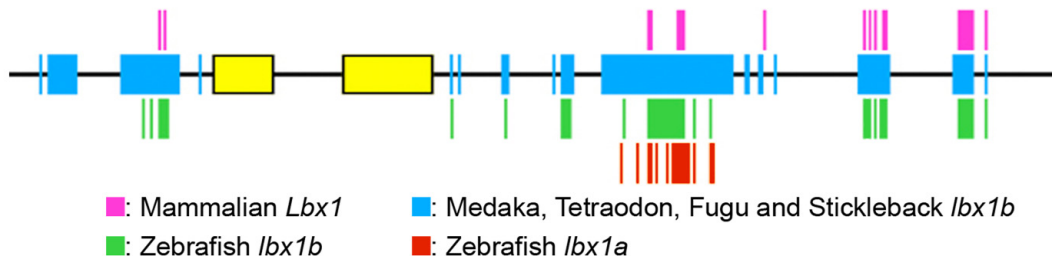 : Mammalian Lbx1 : Medaka, Tetraodon, Fugu and Stickleback lbx1b
: Zebrafish lbx1b : Zebrafish lbx1a